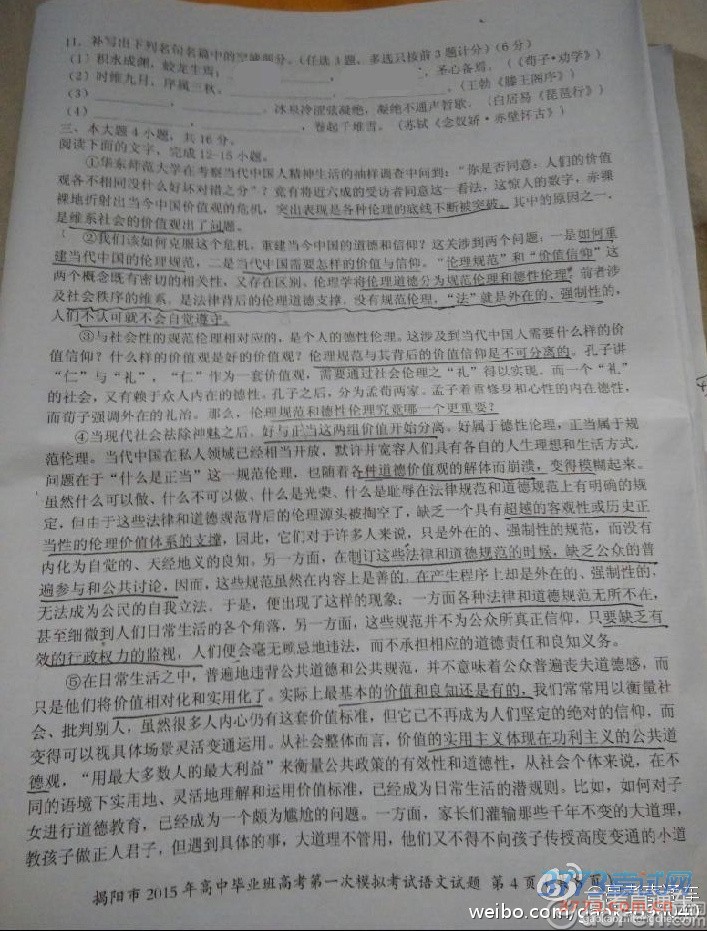 11. 补写出下列名句名篇中的空缺部分。(任选3题，多选只按前3题计分)(6分)
(1) 积水成渊，蛟龙生焉；，，圣心备焉。(《荀子·劝学》)
(2) 时维九月，序属三秋。，。(王勃《滕王阁序》)
(3) ，。冰泉冷涩弦凝绝，凝绝不通声暂歇。(白居易《琵琶行》)
(4) ，，卷起千堆雪。(苏轼《念奴娇·赤壁怀古》)
三、本大题4小题，共16分。
阅读下面的文字，完成12-15小题。
①华东师范大学在考察当代中国人精神生活的抽样调查中问到：“你是否同意：人们的价值
观各不相同没什么好坏对错之分”？竟有将近六成的受访者同意这一看法，这惊人的数字，赤裸
裸地折射出当今中国价值观的危机，突出表现是各种伦理的底线不断被突破。其中的原因之一，
是维系社会的价值观出了问题。
②我们该如何克服这个危机，重建当今中国的道德和信仰？这关涉到两个问题：一是如何重
建当代中国的伦理规范，二是当代中国需要怎样的价值与信仰。“伦理规范”和“价值信仰”这
两个概念既有密切的相关性，又存在区别。伦理学将伦理道德分为规范伦理和德性伦理，前者涉
及社会秩序的维系，是法律背后的伦理道德支撑，没有规范伦理，“法”就是外在的、强制性的，
人们不认可就不会自觉遵守。
③与社会性的规范伦理相对应的，是个人的德性伦理。这涉及到当代中国人需要什么样的价
值信仰？什么样的价值观是好的价值观？伦理规范与其背后的价值信仰是不可分离的。孔子讲
“仁”与“礼”，“仁”作为一套价值观，需要通过社会伦理之“礼”得以实现，而一个“礼”
的社会，又有赖于众人内在的德性。孔子之后，分为孟荀两家。孟子着重修身和心性的内在德性，
而荀子强调外在的礼治。那么，伦理规范和德性伦理究竟哪一个更重要？
④当现代社会祛除神魅之后，好与正当这两组价值开始分离。好属于德性伦理，正当属于规
范伦理。当代中国在私人领域已经相当开放，默许并宽容人们具有各自的人生理想和生活方式。
问题在于“什么是正当”这一规范伦理，也随着各种道德价值观的解体而崩溃，变得模糊起来。
虽然什么可以做、什么不可以做、什么是光荣、什么是耻辱在法律规范和道德规范上有明确的规
定，但由于这些法律和道德规范背后的伦理源头被掏空了，缺乏一个具有超越的客观性或历史正
当性的伦理价值体系的支撑，因此，它们对于许多人来说，只是外在的、强制性的规范，而没有
内化为自觉的、天经地义的良知。另一方面，在制订这些法律和道德规范的时候，缺乏公众的普
遍参与和公共讨论，因而，这些规范虽然在内容上是善的，在产生程序上却是外在的、强制性的，
无法成为公民的自我立法。于是，便出现了这样的现象：一方面各种法律和道德规范无所不在，
甚至细微到人们日常生活的各个角落，另一方面，这些规范并不为公众所真正信仰，只要缺乏有
效的行政权力的监视，人们便会毫无顾忌地违法，而不承担相应的道德责任和良知义务。
⑤在日常生活之中，普遍地违背公共道德和公共规范，并不意味着公众普遍丧失道德感，而
只是他们将价值相对化和实用化了。实际上最基本的价值和良知还是有的，我们常常用以衡量社
会、批判别人，虽然很多人内心仍有这套价值标准，但它已不再成为人们坚定的绝对的信仰，而
变得可以视具体场景灵活变通运用。从社会整体而言，价值的实用主义体现在功利主义的公共道
德观，“用最大多数人的最大利益”来衡量公共政策的有效性和道德性，从社会个体来说，在不
同的语境下实用地、灵活地理解和运用价值标准，已经成为日常生活的潜规则。比如，如何对子
女进行道德教育，已经成为一个颇为尴尬的问题。一方面，家长们灌输那些千年不变的大道理，
教孩子做正人君子，但遇到具体的事，大道理不管用，他们又不得不向孩子传授高度变通的小道
揭阳市2015年高中毕业班高考第一次模拟考试语文试题 第4页